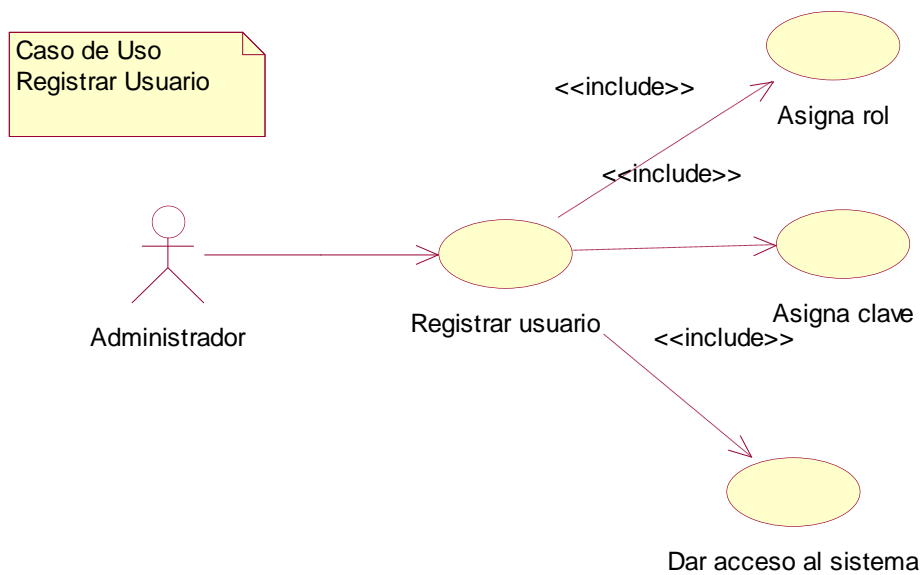 Caso de Uso
Registrar Usuario
<<include>>
Asigna rol
<<include>>
Asigna clave
Registrar usuario
<<include>>
Administrador
Dar acceso al sistema